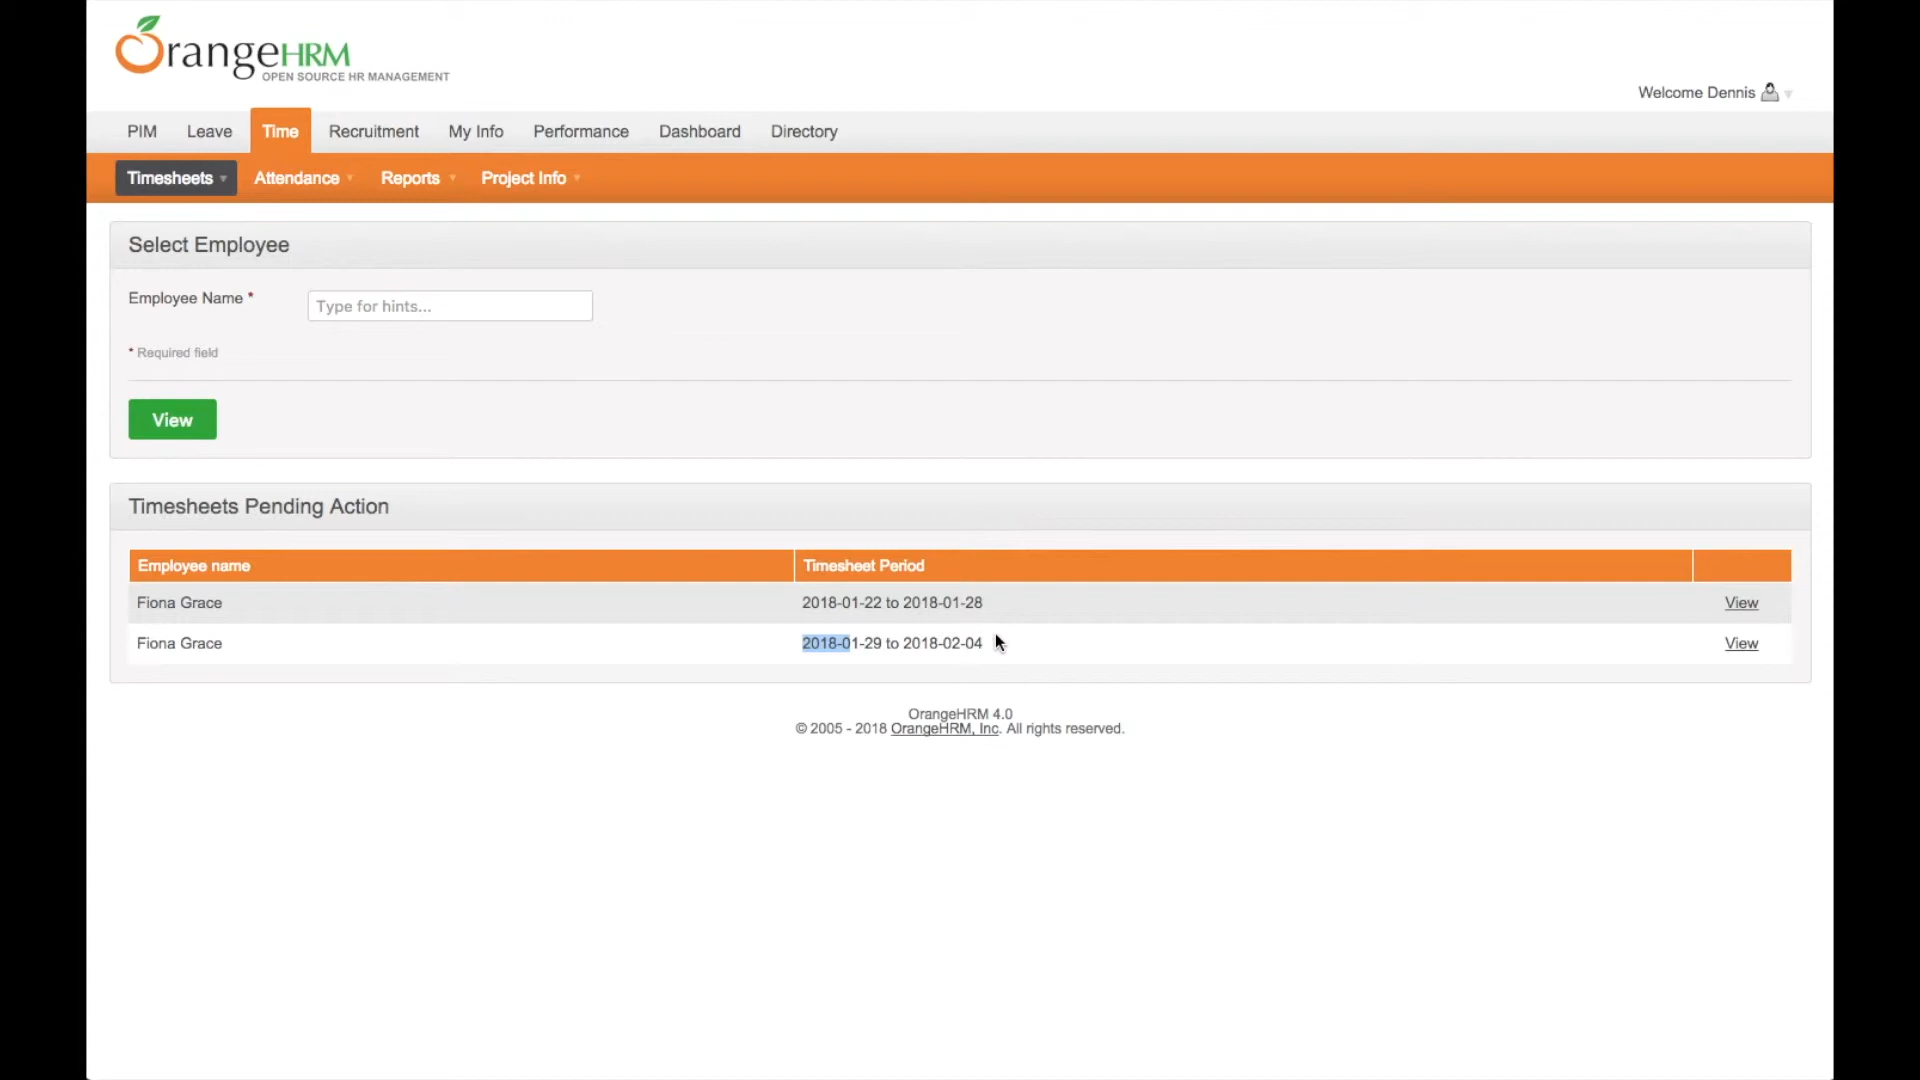 OrangeHRM
OPEN SOURCE HR MANAGEMENT
Welcome Dennis
PIM Leave Time Recruitment My Info Performance Dashboard Directory
Timesheets Attendance Reports Project Info
Select Employee
Employee Name *
Type for hints...
* Required field
View
Timesheets Pending Action
Employee name Timesheet Period
Fiona Grace 2018-01-22 to 2018-01-28 View
Fiona Grace 2018-01-29 to 2018-02-04 View
OrangeHRM 4.0
© 2005 - 2018 OrangeHRM, Inc. All rights reserved.